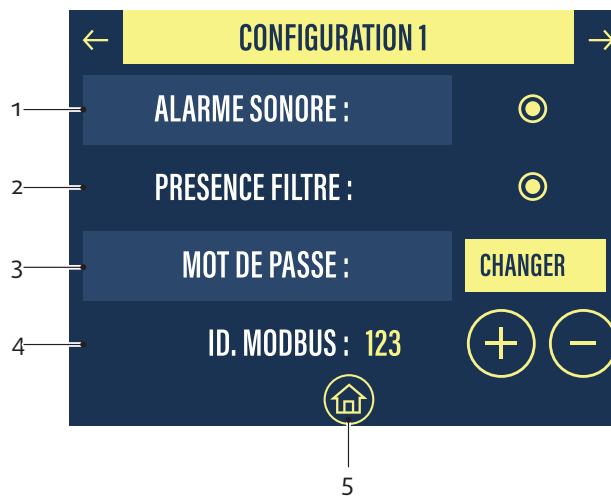 CONFIGURATION 1
1 ALARME SONORE :
2 PRESENCE FILTRE :
3 MOT DE PASSE : CHANGER
4 ID. MODBUS : 123
5